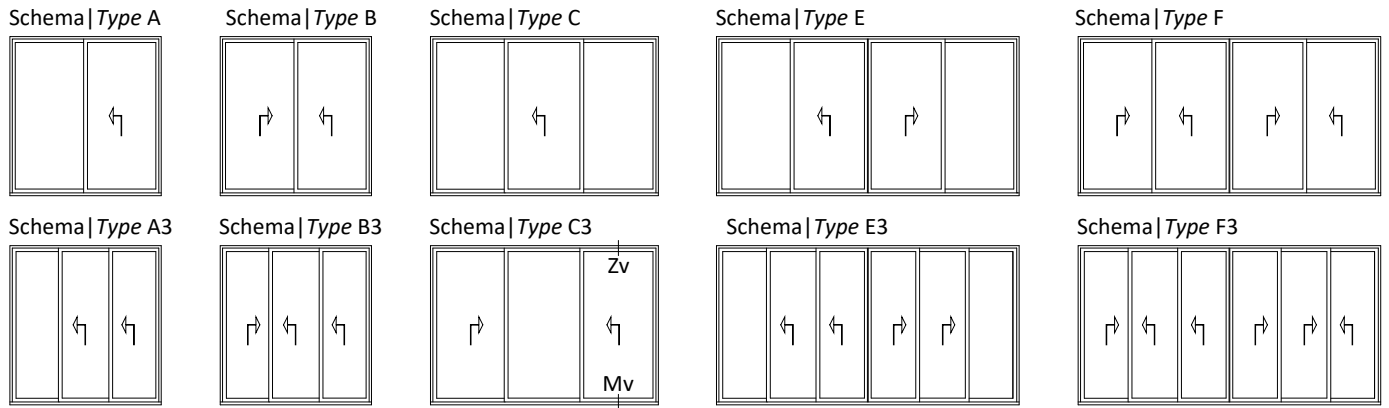 Schema|Type A
Schema|Type B
Schema|Type C
Schema|Type E
Schema|Type F
Schema|Type A3
Schema|Type B3
Schema|Type C3
Schema|Type E3
Schema|Type F3
Zv
Mv